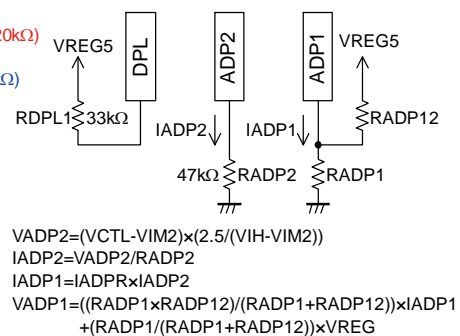 20kΩ)
Ω)
VREG5
DPL
ADP2
ADP1
VREG5
RDPL1
33kΩ
IADP2
IADP1
RADP12
47kΩ
RADP2
RADP1
VADP2=(VCTL-VIM2)×(2.5/(VIH-VIM2))
IADP2=VADP2/RADP2
IADP1=IADPR×IADP2
VADP1=((RADP1×RADP12)/(RADP1+RADP12))×IADP1
+(RADP1/(RADP1+RADP12))×VREG